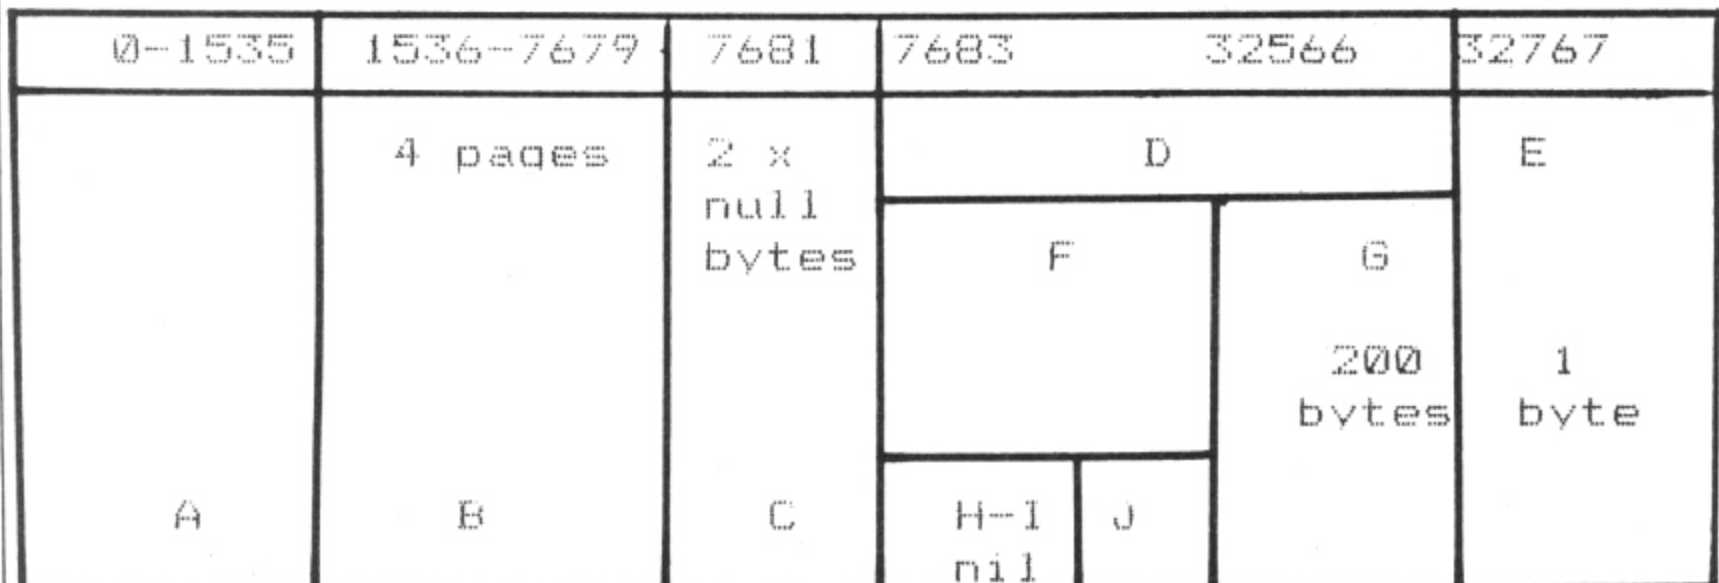 0-1535 1536-7679 7681 7683 32566 32767
4 pages 2 x D E
null
bytes F G
200 1
bytes byte
A B C H-I J
nil